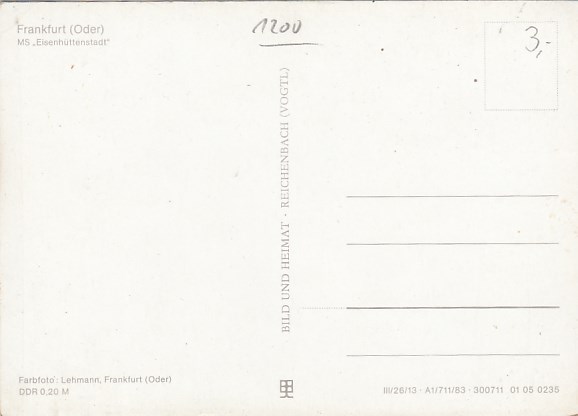 Frankfurt (Oder)
MS „Eisenhüttenstadt"
1200
3,-
BILD UND HEIMAT · REICHENBACH (VOGTL)
Farbfoto: Lehmann, Frankfurt (Oder)
DDR 0,20 M
III/26/13 · A1/711/83 · 300711 01 05 0235